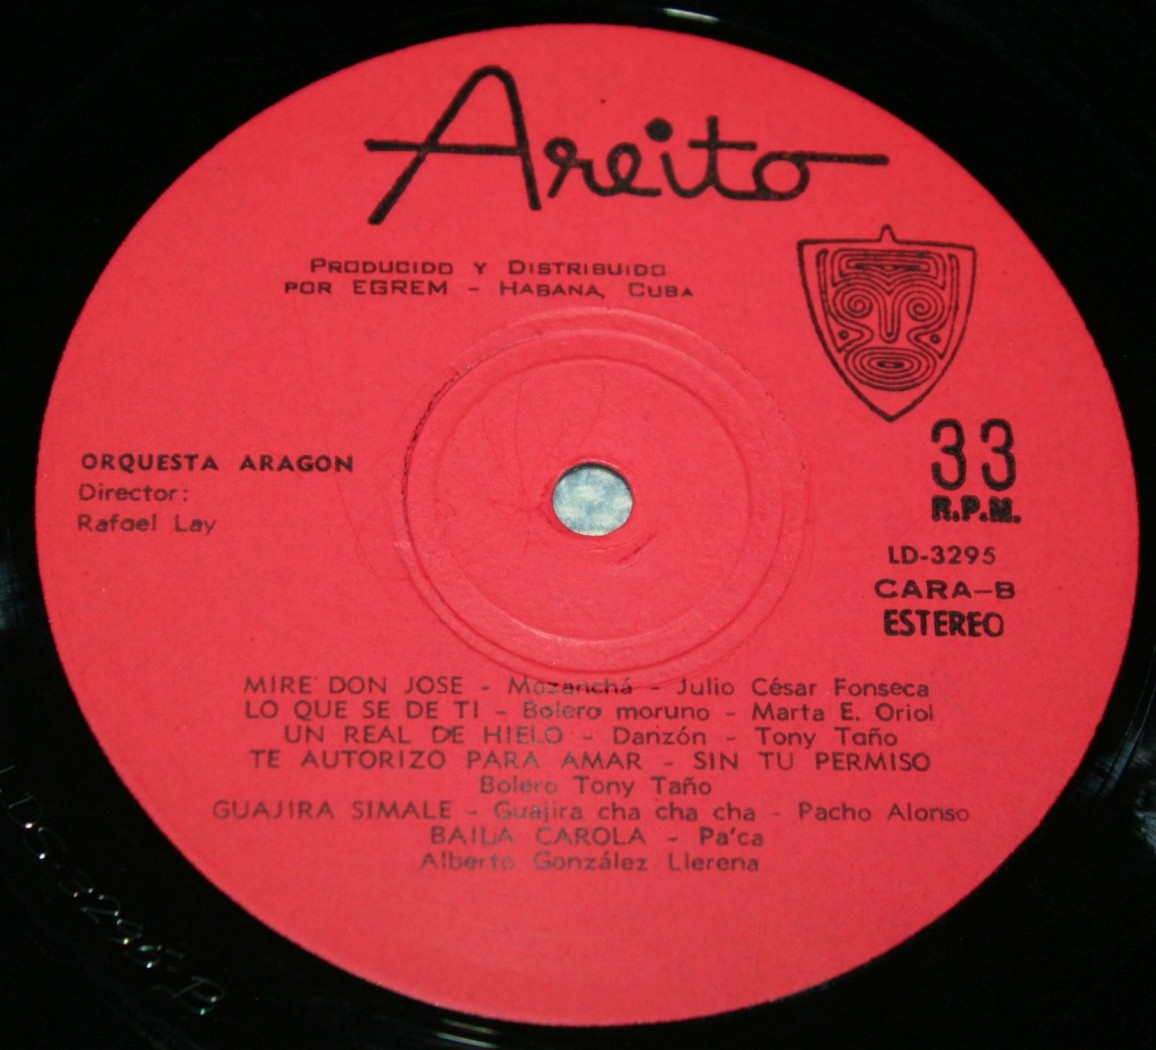 Areito
PRODUCIDO Y DISTRIBUIDO
POR EGREM - HABANA, CUBA
33
R.P.M.
ORQUESTA ARAGON
Director:
Rafael Lay
LD-3295
CARA-B
ESTEREO
MIRE DON JOSE - Mozanchá - Julio César Fonseca
LO QUE SE DE TI - Bolero moruno - Marta E. Oriol
UN REAL DE HIELO - Danzón - Tony Taño
TE AUTORIZO PARA AMAR - SIN TU PERMISO
Bolero Tony Taño
GUAJIRA SIMALE - Guajira cha cha cha - Pacho Alonso
BAILA CAROLA - Pa'ca
Alberto González Llerena
LDS-3295-B